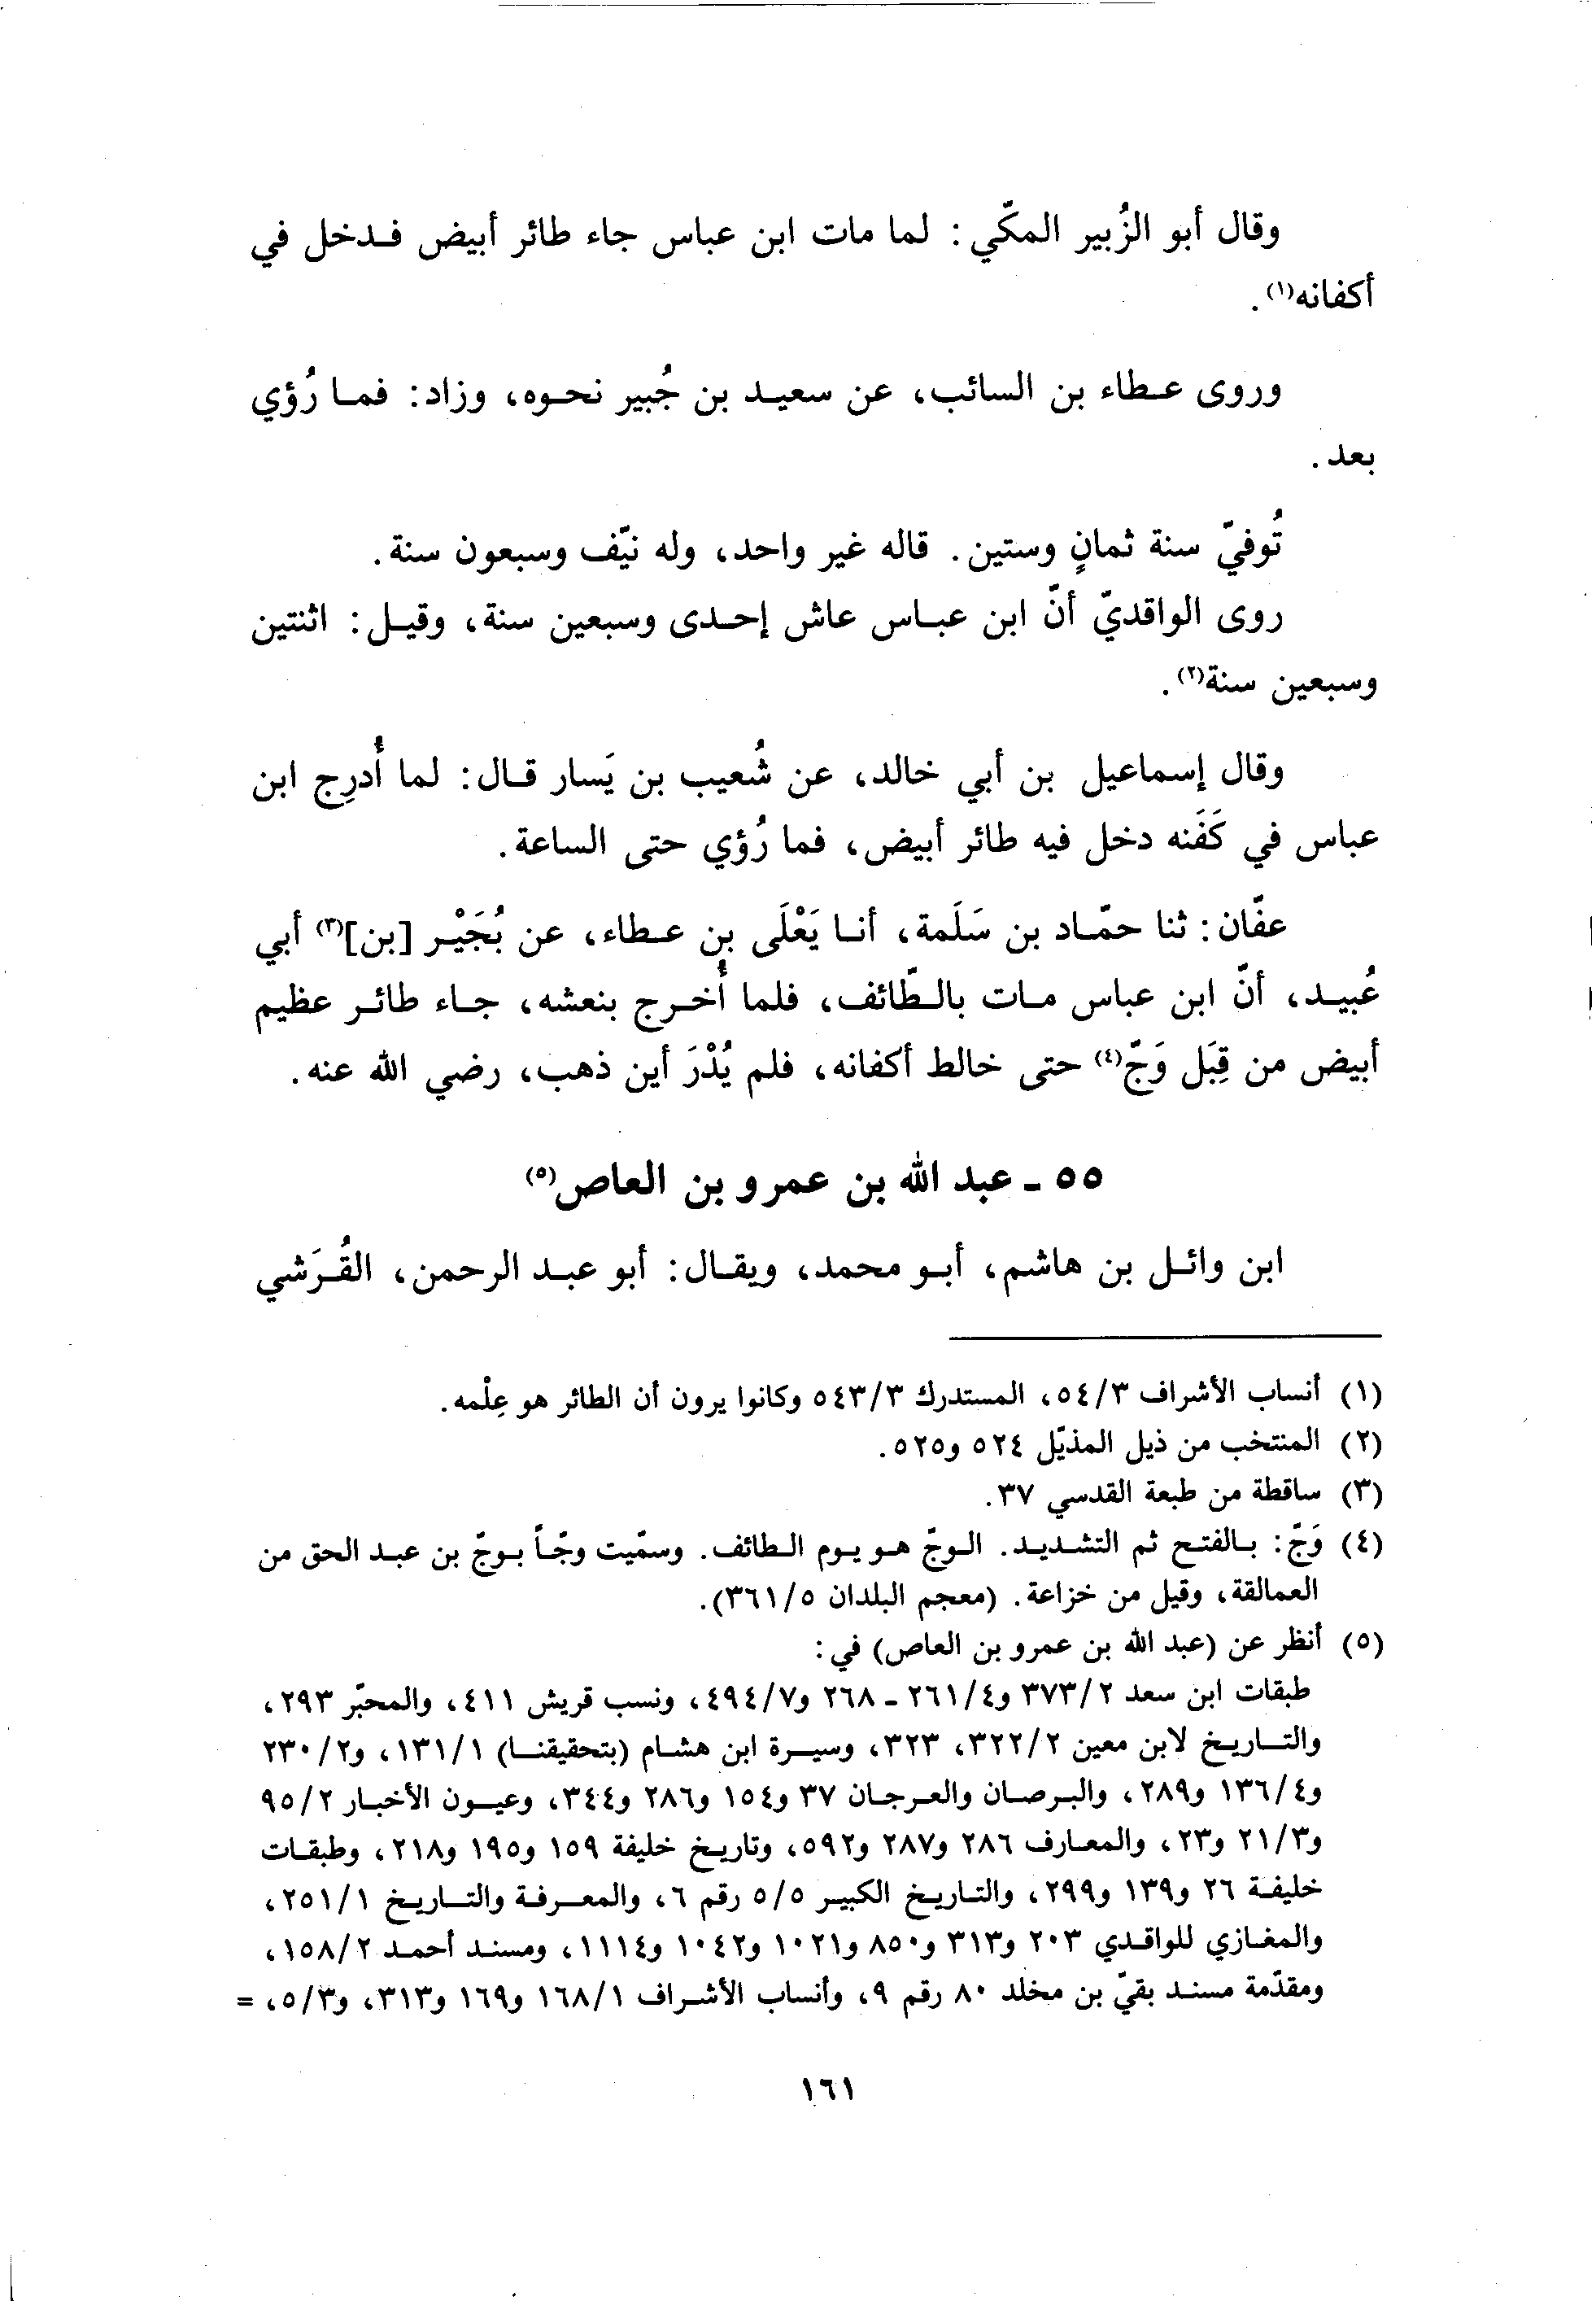 وقال أبو الزُبير المكّي: لما مات ابن عباس جاء طائر أبيض فدخل في
أكفانه(١).
وروى عطاء بن السائب، عن سعيد بن جُبير نحوه، وزاد: فما رُؤي
بعد.
تُوفيّ سنة ثمانٍ وستين. قاله غير واحد، وله نيّف وسبعون سنة.
روى الواقديّ أنّ ابن عباس عاش إحدى وسبعين سنة، وقيل: اثنتين
وسبعين سنة(٢).
وقال إسماعيل بن أبي خالد، عن شُعيب بن يَسار قال: لما أُدرِج ابن
عباس في كَفَنه دخل فيه طائر أبيض، فما رُؤي حتى الساعة.
عفّان: ثنا حمّاد بن سَلَمة، أنا يَعْلَى بن عطاء، عن بُجَيْر [بن](٣) أبي
عُبيد، أنّ ابن عباس مات بالطّائف، فلما أُخرج بنعشه، جاء طائر عظيم
أبيض من قِبَل وَجّ(٤) حتى خالط أكفانه، فلم يُدْرَ أين ذهب، رضي الله عنه.
٥٥ - عبد الله بن عمرو بن العاص(٥)
ابن وائل بن هاشم، أبو محمد، ويقال: أبو عبد الرحمن، القُرَشي
(١) أنساب الأشراف ٥٤/٣، المستدرك ٥٤٣/٣ وكانوا يرون أن الطائر هو عِلْمه.
(٢) المنتخب من ذيل المذيّل ٥٢٤ و٥٢٥.
(٣) ساقطة من طبعة القدسي ٣٧.
(٤) وَجّ: بالفتح ثم التشديد. الوجّ هو يوم الطائف. وسمّيت وجّاً بوجّ بن عبد الحق من
العمالقة، وقيل من خزاعة. (معجم البلدان ٣٦١/٥).
(٥) أنظر عن (عبد الله بن عمرو بن العاص) في:
طبقات ابن سعد ٣٧٣/٢ و٢٦١/٤ - ٢٦٨ و٤٩٤/٧، ونسب قريش ٤١١، والمحبّر ٢٩٣،
والتاريخ لابن معين ٣٢٢/٢، ٣٢٣، وسيرة ابن هشام (بتحقيقنا) ١٣١/١، و٢٣٠/٢
و١٣٦/٤ و٢٨٩، والبرصان والعرجان ٣٧ و١٥٤ و٢٨٦ و٣٤٤، وعيون الأخبار ٩٥/٢
و٢١/٣ و٢٣، والمعارف ٢٨٦ و٢٨٧ و٥٩٢، وتاريخ خليفة ١٥٩ و١٩٥ و٢١٨، وطبقات
خليفة ٢٦ و١٣٩ و٢٩٩، والتاريخ الكبير ٥/٥ رقم ٦، والمعرفة والتاريخ ٢٥١/١،
والمغازي للواقدي ٢٠٣ و٣١٣ و٨٥٠ و١٠٢١ و١٠٤٢ و١١١٤، ومسند أحمد ١٥٨/٢،
ومقدّمة مسند بقيّ بن مخلد ٨٠ رقم ٩، وأنساب الأشراف ١٦٨/١ و١٦٩ و٣١٣، و٥/٣، =
١٦١